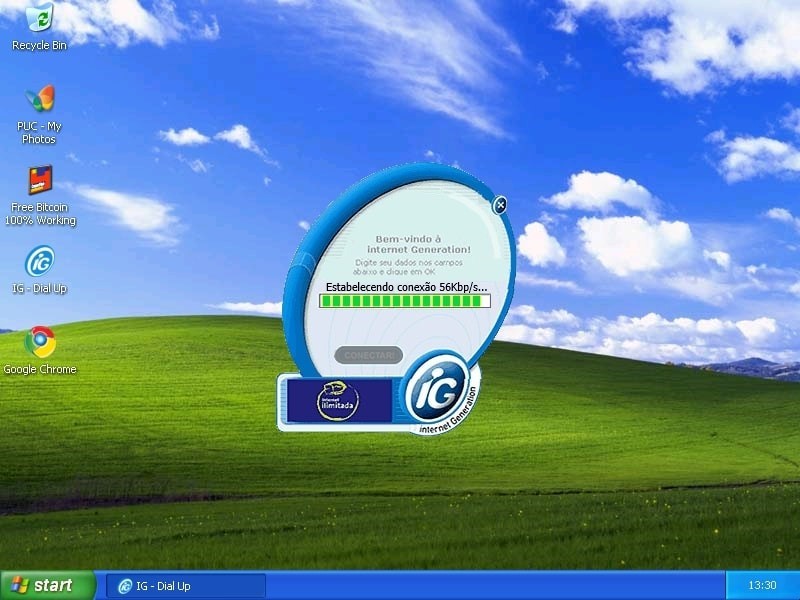 Recycle Bin
PUC - My
Photos
Free Bitcoin
100% Working
IG - Dial Up
Google Chrome
Bem-vindo à
internet Generation!
Digite seu dados nos campos
abaixo e clique em OK
Estabelecendo conexão 56Kbp/s...
CONECTAR!
internet
ilimitada
iG
internet Generation
start
IG - Dial Up
13:30